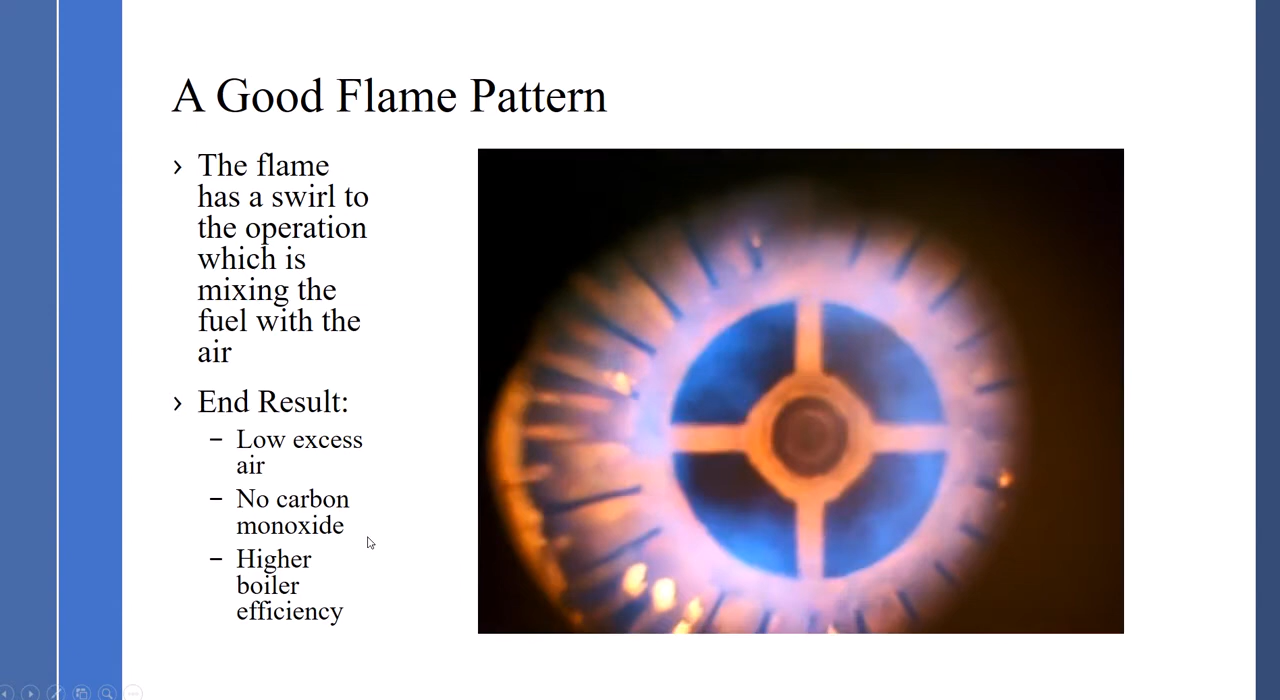 A Good Flame Pattern
› The flame
has a swirl to
the operation
which is
mixing the
fuel with the
air
› End Result:
– Low excess
air
– No carbon
monoxide
– Higher
boiler
efficiency